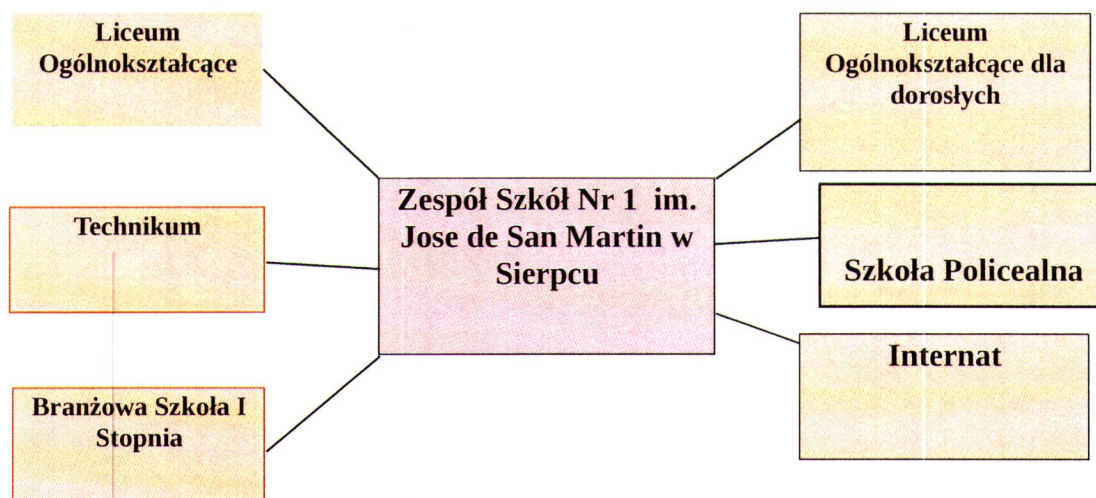 Liceum
Ogólnokształcące
Technikum
Branżowa Szkoła I
Stopnia
Zespół Szkół Nr 1 im.
Jose de San Martin w
Sierpcu
Liceum
Ogólnokształcące dla
dorosłych
Szkoła Policealna
Internat